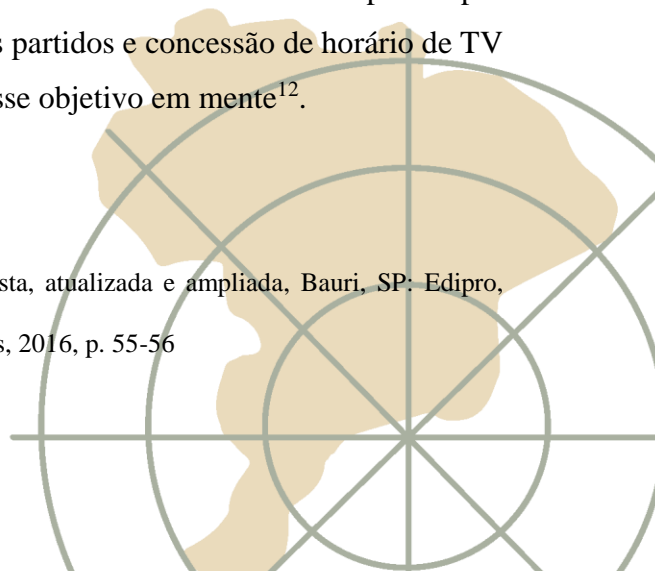 s partidos e concessão de horário de TV
sse objetivo em mente¹².
sta, atualizada e ampliada, Bauri, SP: Edipro,
s, 2016, p. 55-56